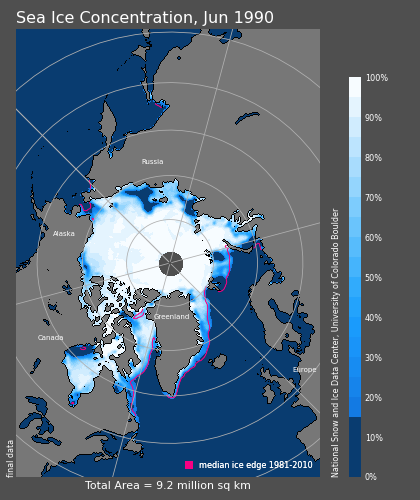 Sea Ice Concentration, Jun 1990
100%
90%
80%
70%
60%
50%
40%
30%
20%
10%
0%
Russia
Alaska
Canada
Greenland
Europe
National Snow and Ice Data Center, University of Colorado Boulder
final data
median ice edge 1981-2010
Total Area = 9.2 million sq km